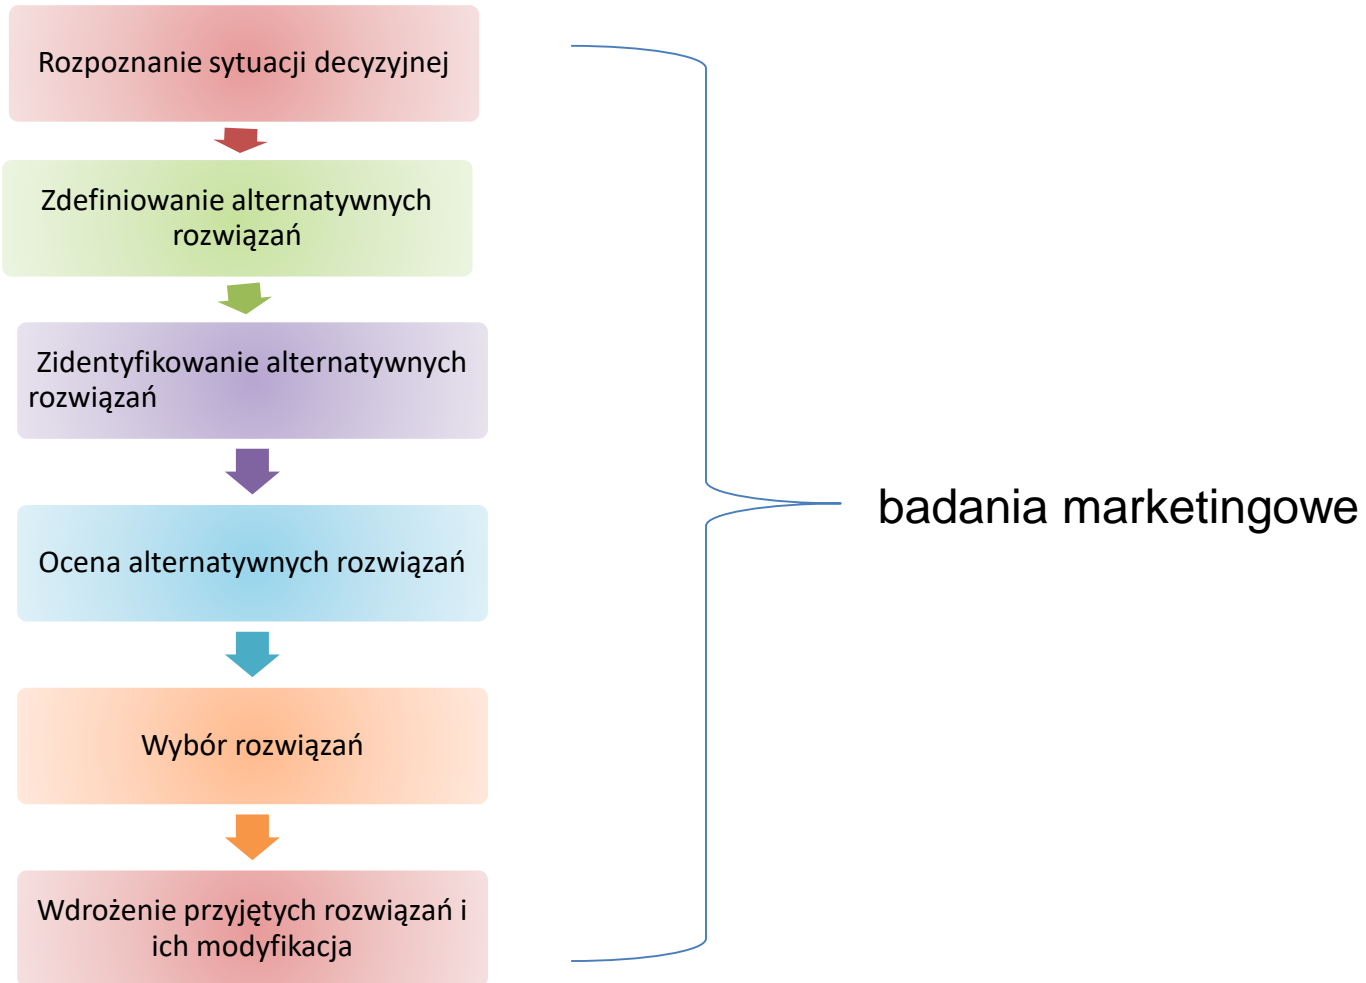 Rozpoznanie sytuacji decyzyjnej
Zdefiniowanie alternatywnych
rozwiązań
Zidentyfikowanie alternatywnych
rozwiązań
Ocena alternatywnych rozwiązań
Wybór rozwiązań
Wdrożenie przyjętych rozwiązań i
ich modyfikacja
badania marketingowe